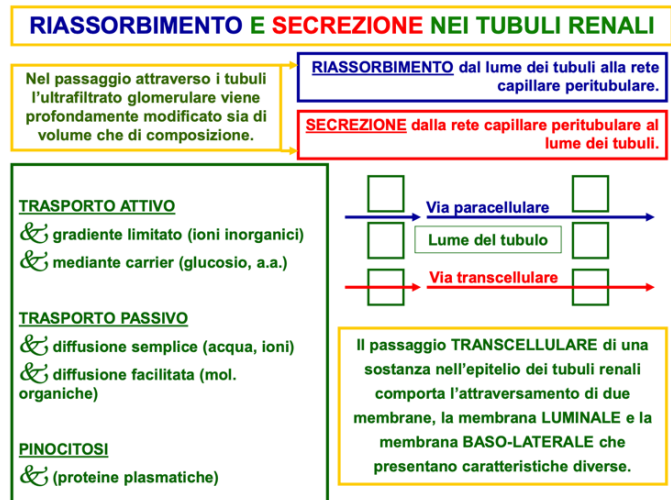 RIASSORBIMENTO E SECREZIONE NEI TUBULI RENALI
Nel passaggio attraverso i tubuli
l'ultrafiltrato glomerulare viene
profondamente modificato sia di
volume che di composizione.
RIASSORBIMENTO dal lume dei tubuli alla rete
capillare peritubulare.
SECREZIONE dalla rete capillare peritubulare al
lume dei tubuli.
TRASPORTO ATTIVO
& gradiente limitato (ioni inorganici)
& mediante carrier (glucosio, a.a.)
TRASPORTO PASSIVO
& diffusione semplice (acqua, ioni)
& diffusione facilitata (mol.
organiche)
PINOCITOSI
& (proteine plasmatiche)
Via paracellulare
Lume del tubulo
Via transcellulare
Il passaggio TRANSCELLULARE di una
sostanza nell'epitelio dei tubuli renali
comporta l'attraversamento di due
membrane, la membrana LUMINALE e la
membrana BASO-LATERALE che
presentano caratteristiche diverse.